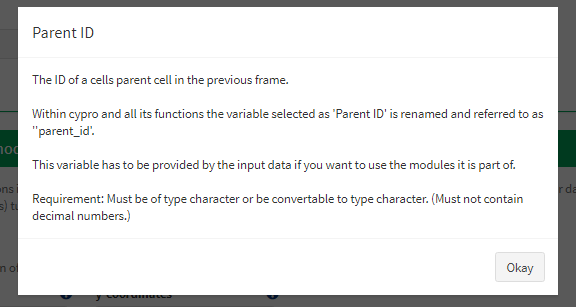 Parent ID
The ID of a cells parent cell in the previous frame.
Within cypro and all its functions the variable selected as 'Parent ID' is renamed and referred to as
''parent_id'.
This variable has to be provided by the input data if you want to use the modules it is part of.
Requirement: Must be of type character or be convertable to type character. (Must not contain
decimal numbers.)
Okay
y-coordinates